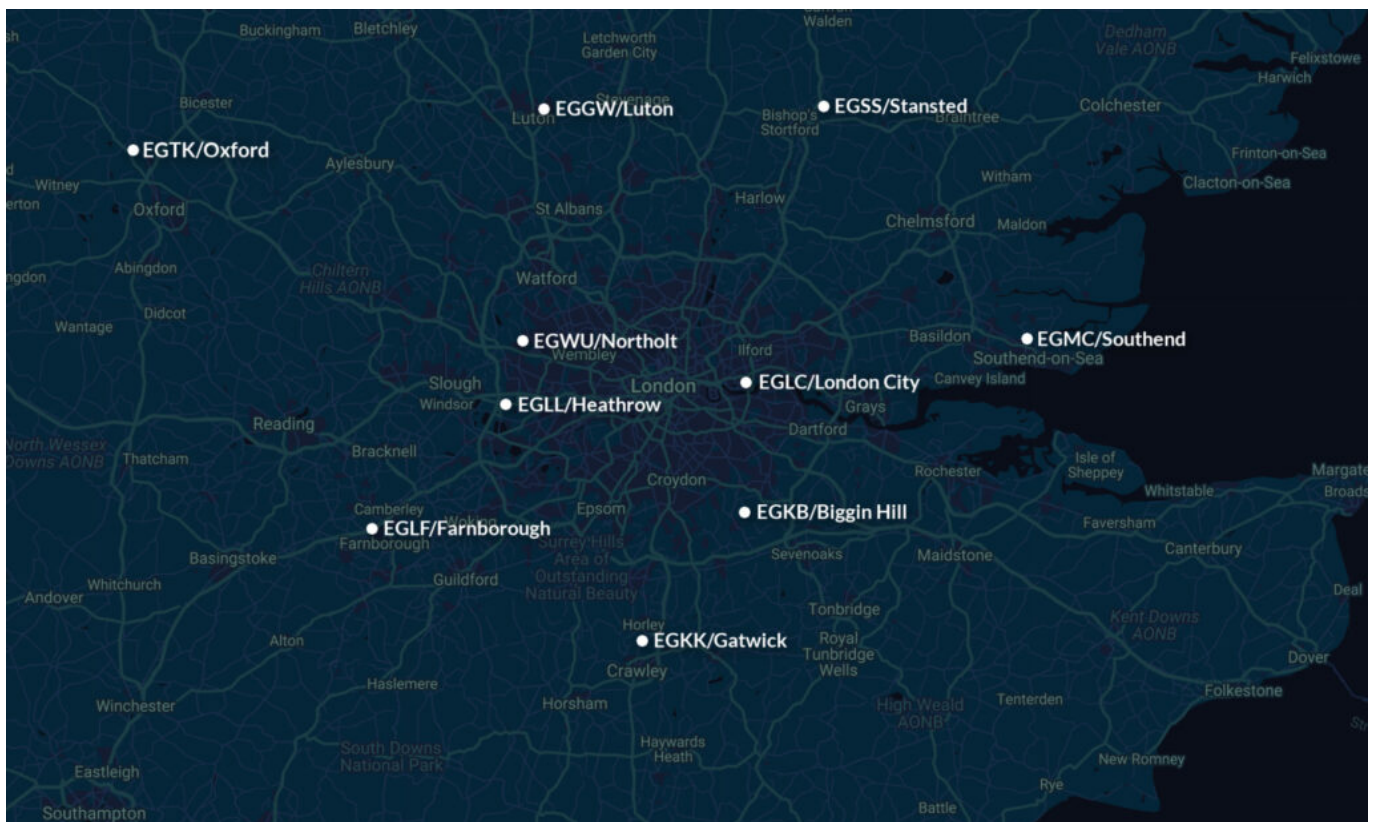 Buckingham
Bletchley
Letchworth
Garden City
Walden
Dedham
Vale AONB
Felixstowe
Harwich
Bicester
Luton
EGGW/Luton
Stevenage
Bishop's
Stortford
EGSS/Stansted
Braintree
Colchester
EGTK/Oxford
Aylesbury
Frinton-on-Sea
Witney
Witham
Clacton-on-Sea
erton
Oxford
St Albans
Harlow
Chelmsford
Maldon
Abingdon
ngdon
Chiltern
Hills AONB
Watford
Didcot
Wantage
EGWU/Northolt
Wembley
Ilford
Basildon
EGMC/Southend
Southend-on-Sea
Slough
London
EGLC/London City
Canvey Island
Windsor
EGLL/Heathrow
Grays
Reading
Dartford
North Wessex
Downs AONB
Thatcham
Bracknell
Isle of
Sheppey
Rochester
Margate
Croydon
Whitstable
Broads
Camberley
Woking
Epsom
EGKB/Biggin Hill
Faversham
EGLF/Farnborough
Farnborough
Surrey Hills
Area of
Outstanding
Natural Beauty
Sevenoaks
Maidstone
Canterbury
Basingstoke
Whitchurch
Guildford
Deal
Andover
Tonbridge
Kent Downs
AONB
Alton
Horley
EGKK/Gatwick
Royal
Tunbridge
Wells
Dover
Crawley
Haslemere
Folkestone
Winchester
Horsham
High Weald
AONB
Tenterden
South Downs
National Park
Haywards
Heath
New Romney
Eastleigh
Rye
Southampton
Battle